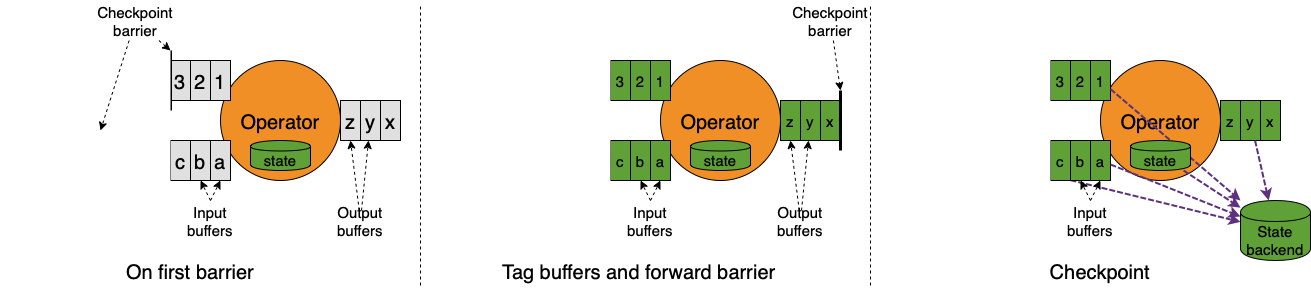 Checkpoint
barrier
3 2 1
Operator
z y x
state
c b a
Input
buffers
Output
buffers
On first barrier
Checkpoint
barrier
3 2 1
Operator
z y x
state
c b a
Input
buffers
Output
buffers
Tag buffers and forward barrier
3 2 1
Operator
z y x
state
c b a
Input
buffers
State
backend
Checkpoint